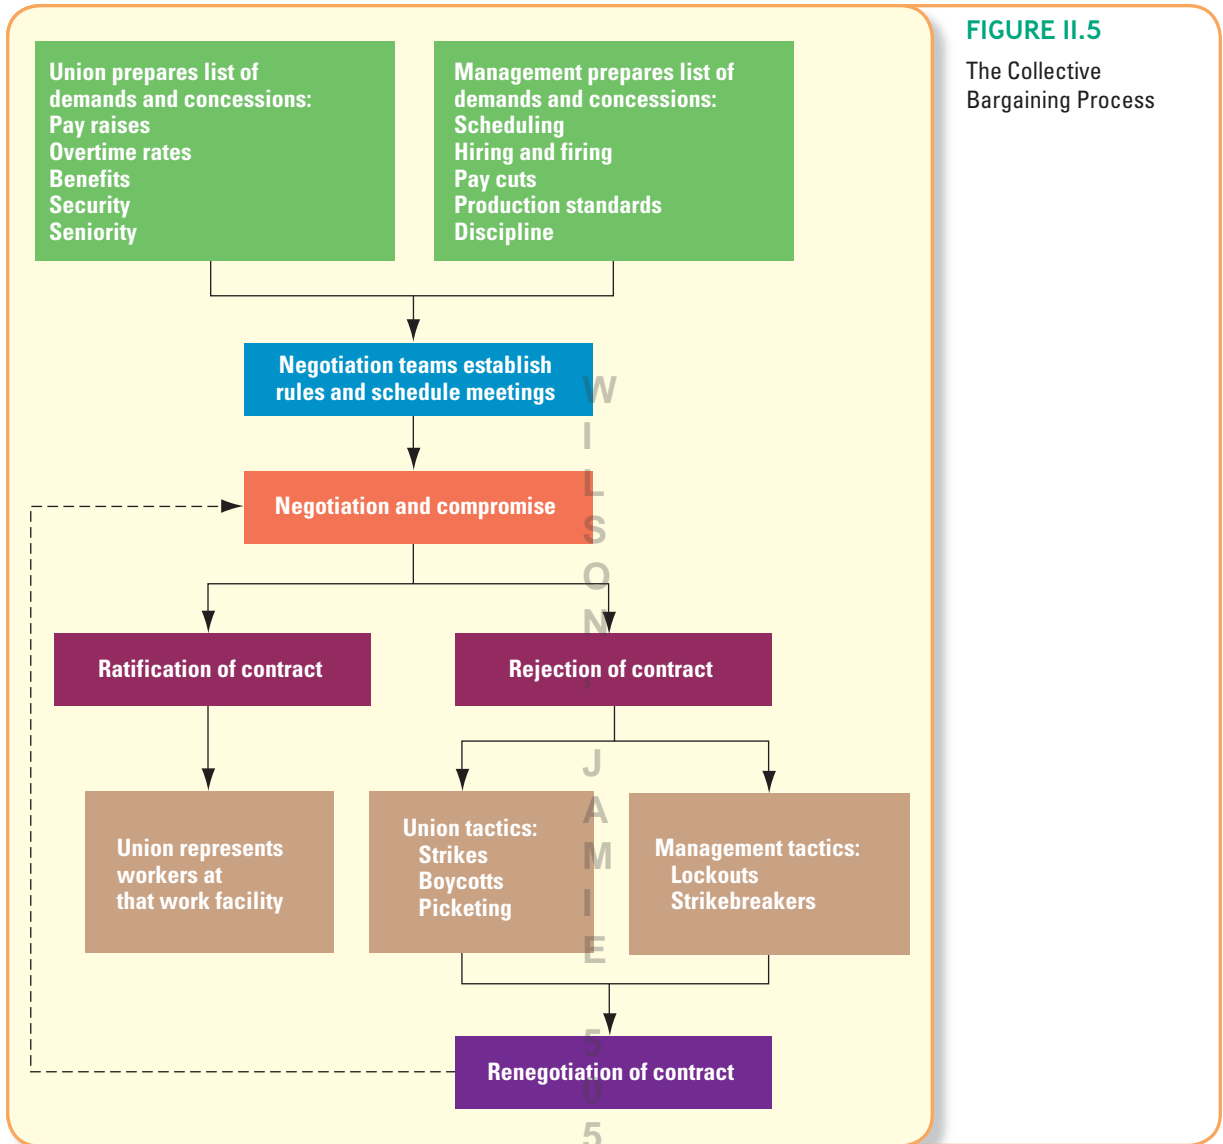 FIGURE II.5
The Collective
Bargaining Process
Union prepares list of
demands and concessions:
Pay raises
Overtime rates
Benefits
Security
Seniority
Management prepares list of
demands and concessions:
Scheduling
Hiring and firing
Pay cuts
Production standards
Discipline
Negotiation teams establish
rules and schedule meetings
Negotiation and compromise
Ratification of contract
Rejection of contract
Union represents
workers at
that work facility
Union tactics:
Strikes
Boycotts
Picketing
Management tactics:
Lockouts
Strikebreakers
Renegotiation of contract
W
I
L
S
O
N
J
A
M
I
E
5
0
5